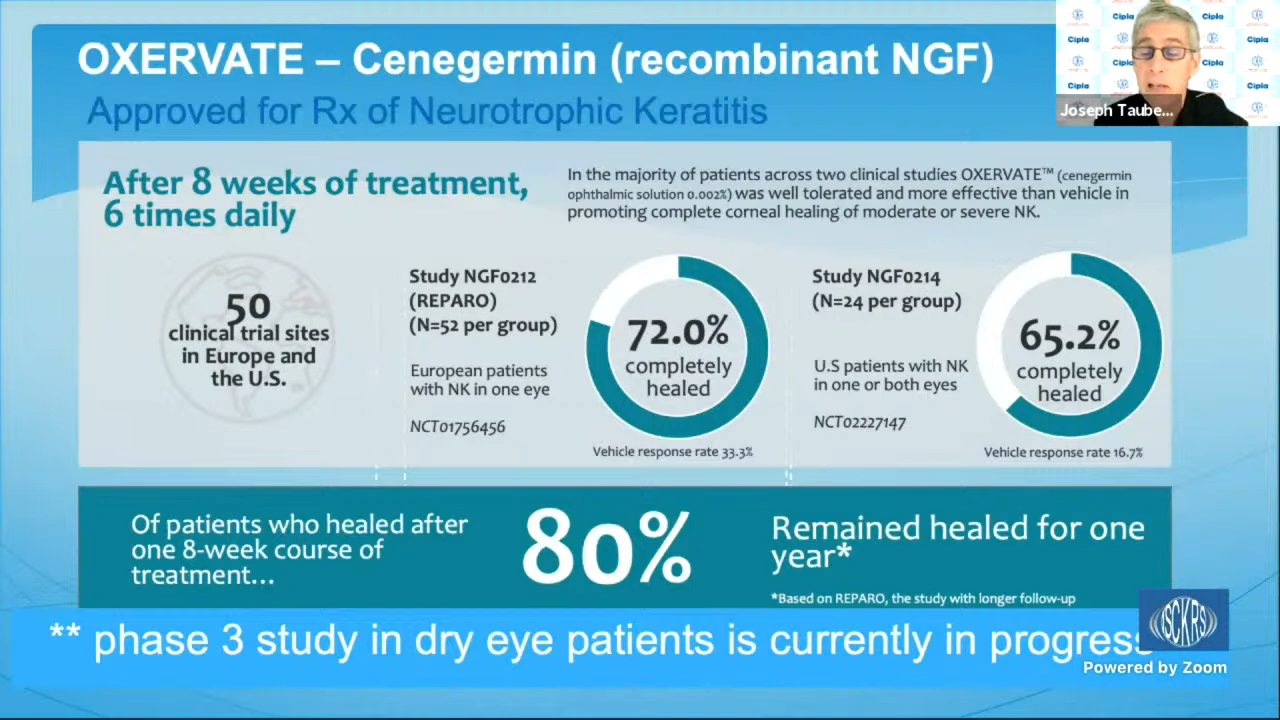 OXERVATE – Cenegermin (recombinant NGF)
Approved for Rx of Neurotrophic Keratitis
Cipla Cipla
Cipla Cipla
Cipla Cipla
Cipla Cipla
Joseph Taube...
After 8 weeks of treatment,
6 times daily
In the majority of patients across two clinical studies OXERVATE™ (cenegermin
ophthalmic solution 0.002%) was well tolerated and more effective than vehicle in
promoting complete corneal healing of moderate or severe NK.
50
clinical trial sites
in Europe and
the U.S.
Study NGF0212
(REPARO)
(N=52 per group)
European patients
with NK in one eye
NCT01756456
72.0%
completely
healed
Vehicle response rate 33.3%
Study NGF0214
(N=24 per group)
U.S patients with NK
in one or both eyes
NCT02227147
65.2%
completely
healed
Vehicle response rate 16.7%
Of patients who healed after
one 8-week course of
treatment...
80%
Remained healed for one
year*
*Based on REPARO, the study with longer follow-up
** phase 3 study in dry eye patients is currently in progress
ISCKRS
Powered by Zoom